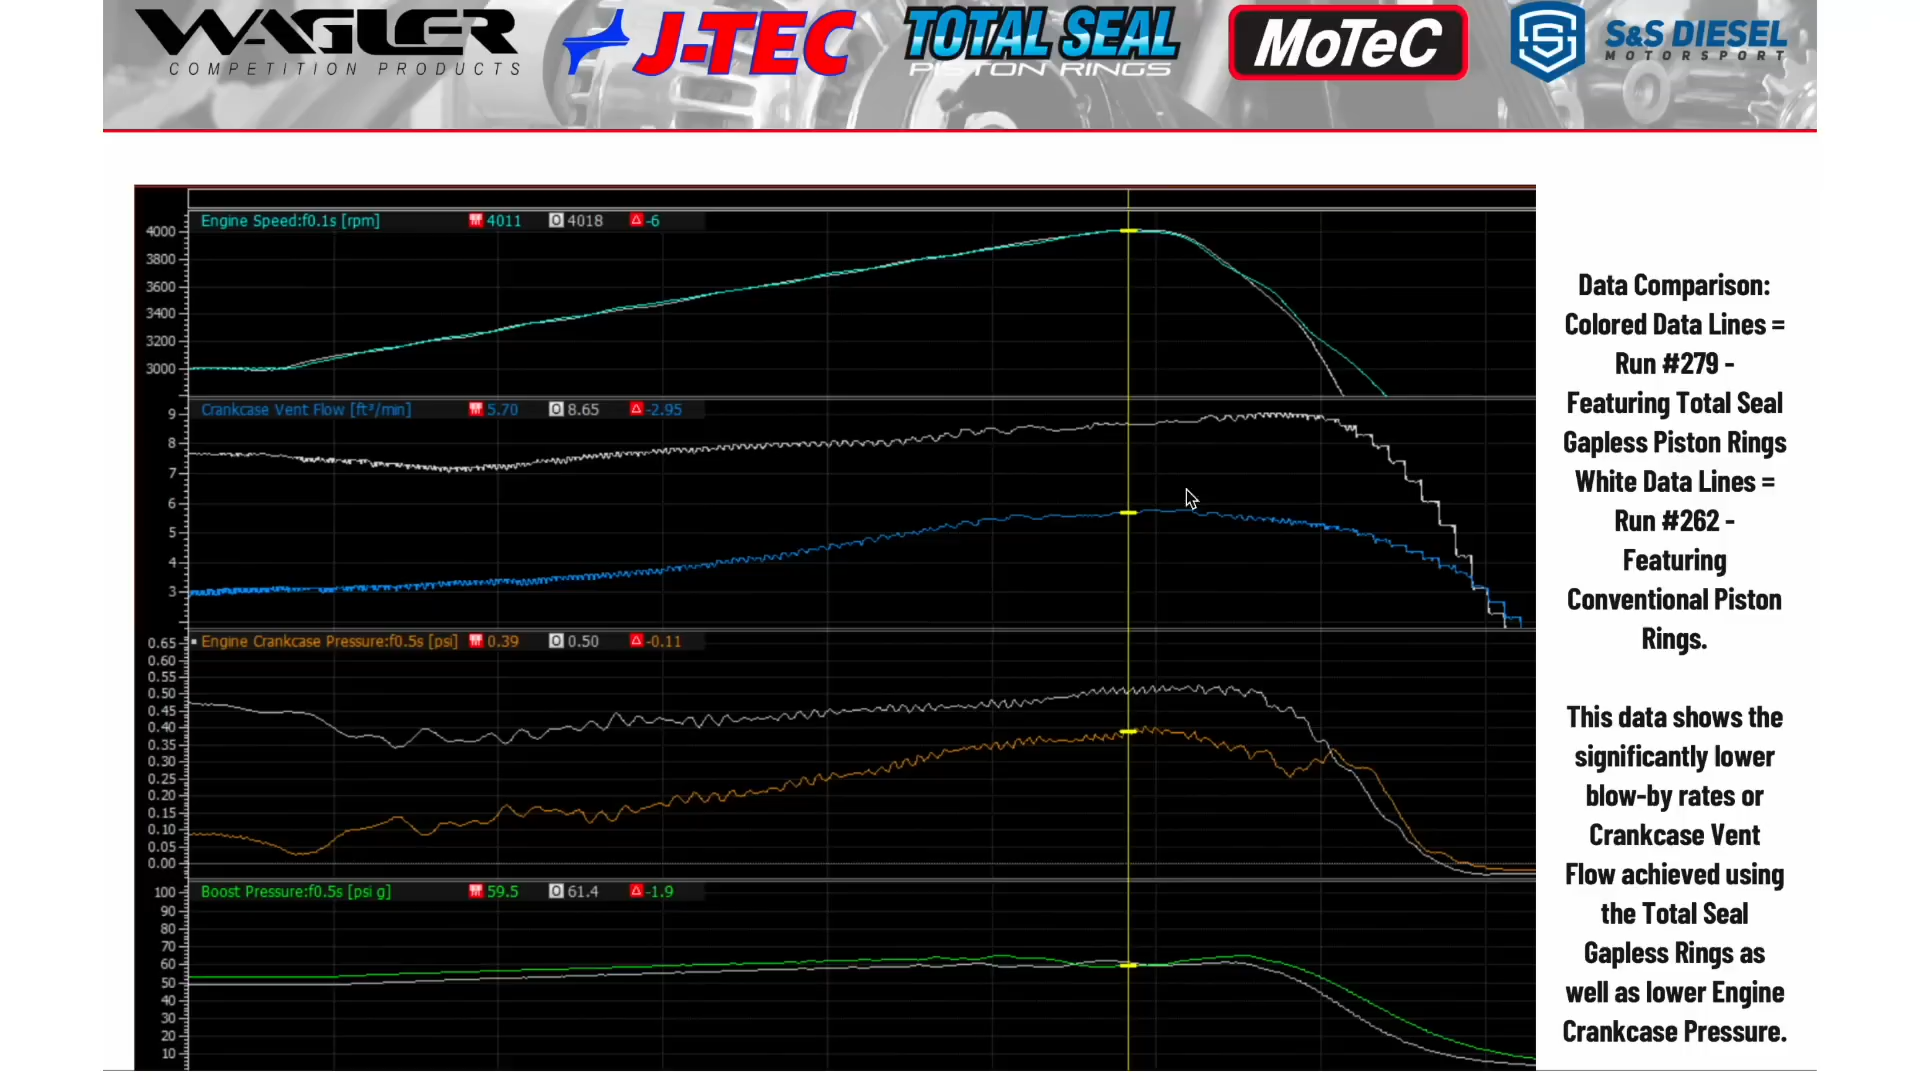 WAGLER
COMPETITION PRODUCTS
J-TEC
TOTAL SEAL
PISTON RINGS
MoTeC
S&S DIESEL
MOTORSPORT
Engine Speed:f0.1s [rpm] 4011 O 4018 Δ -6
4000
3800
3600
3400
3200
3000
Crankcase Vent Flow [ft³/min] 5.70 O 8.65 Δ -2.95
9
8
7
6
5
4
3
Engine Crankcase Pressure:f0.5s [psi] 0.39 O 0.50 Δ -0.11
0.65
0.60
0.55
0.50
0.45
0.40
0.35
0.30
0.25
0.20
0.15
0.10
0.05
0.00
Boost Pressure:f0.5s [psi g] 59.5 O 61.4 Δ -1.9
100
90
80
70
60
50
40
30
20
10
Data Comparison:
Colored Data Lines =
Run #279 -
Featuring Total Seal
Gapless Piston Rings
White Data Lines =
Run #262 -
Featuring
Conventional Piston
Rings.
This data shows the
significantly lower
blow-by rates or
Crankcase Vent
Flow achieved using
the Total Seal
Gapless Rings as
well as lower Engine
Crankcase Pressure.